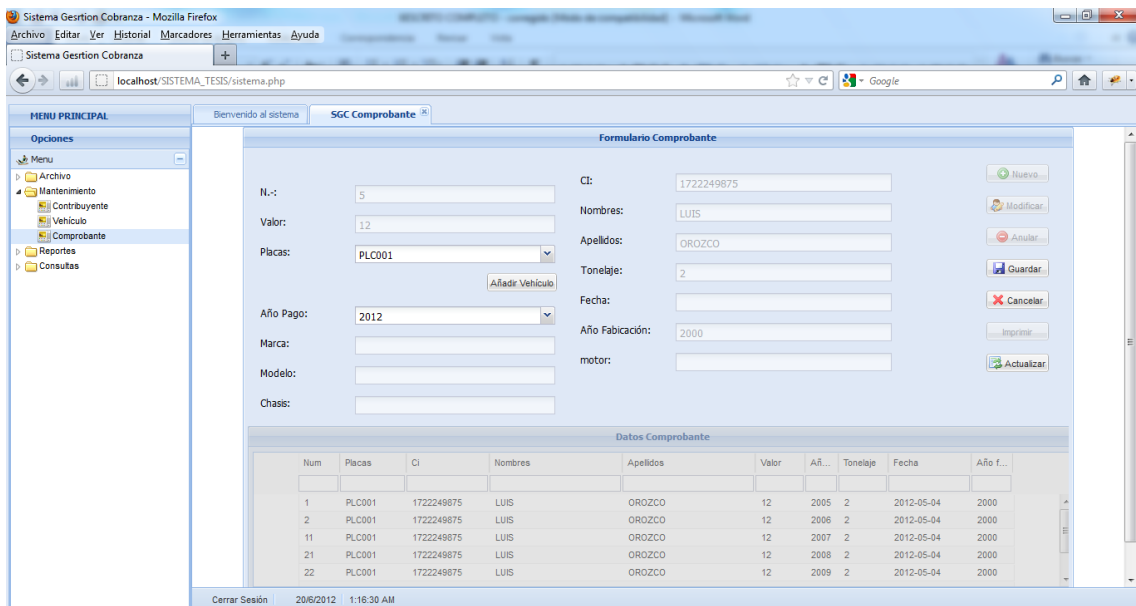 Sistema Gesrtion Cobranza - Mozilla Firefox
Archivo Editar Ver Historial Marcadores Herramientas Ayuda
Sistema Gesrtion Cobranza
localhost/SISTEMA_TESIS/sistema.php
Google
MENU PRINCIPAL
Opciones
Menu
Archivo
Mantenimiento
Contribuyente
Vehículo
Comprobante
Reportes
Consultas
Bienvenido al sistema
SGC Comprobante
Formulario Comprobante
N.-: 5
Valor: 12
Placas: PLC001
Añadir Vehículo
Año Pago: 2012
Marca:
Modelo:
Chasis:
CI: 1722249875
Nombres: LUIS
Apellidos: OROZCO
Tonelaje: 2
Fecha:
Año Fabicación: 2000
motor:
Nuevo
Modificar
Anular
Guardar
Cancelar
Imprimir
Actualizar
Datos Comprobante
Num Placas Ci Nombres Apellidos Valor Añ... Tonelaje Fecha Año f...
1 PLC001 1722249875 LUIS OROZCO 12 2005 2 2012-05-04 2000
2 PLC001 1722249875 LUIS OROZCO 12 2006 2 2012-05-04 2000
11 PLC001 1722249875 LUIS OROZCO 12 2007 2 2012-05-04 2000
21 PLC001 1722249875 LUIS OROZCO 12 2008 2 2012-05-04 2000
22 PLC001 1722249875 LUIS OROZCO 12 2009 2 2012-05-04 2000
Cerrar Sesión 20/6/2012 1:16:30 AM